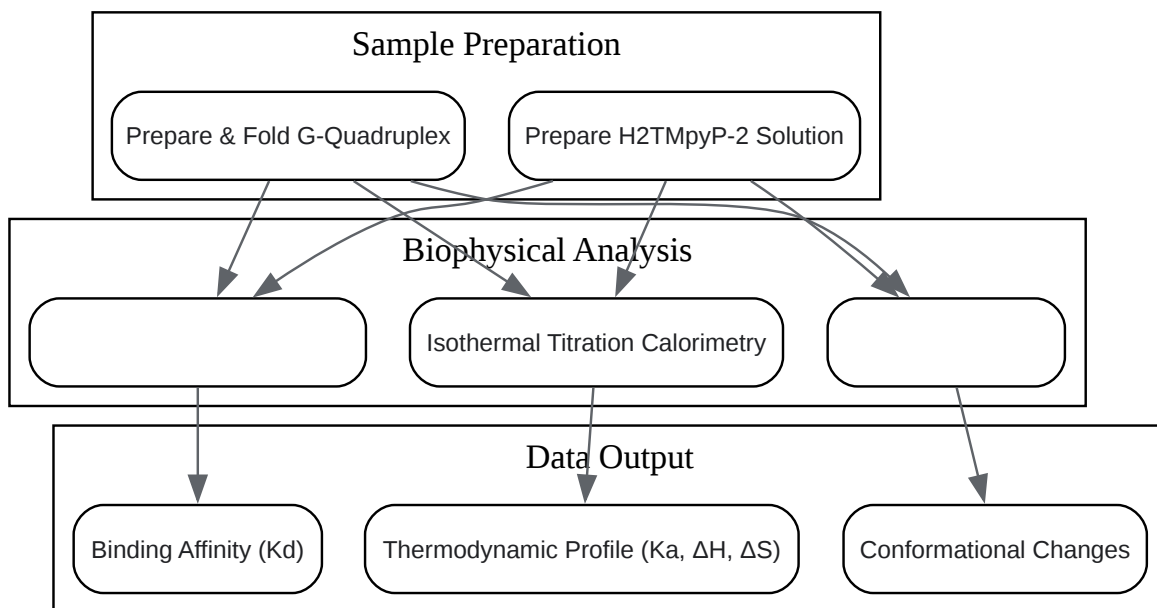 Sample Preparation
Prepare & Fold G-Quadruplex
Prepare H2TMpyP-2 Solution
Biophysical Analysis
Isothermal Titration Calorimetry
Data Output
Binding Affinity (Kd)
Thermodynamic Profile (Ka, ΔH, ΔS)
Conformational Changes